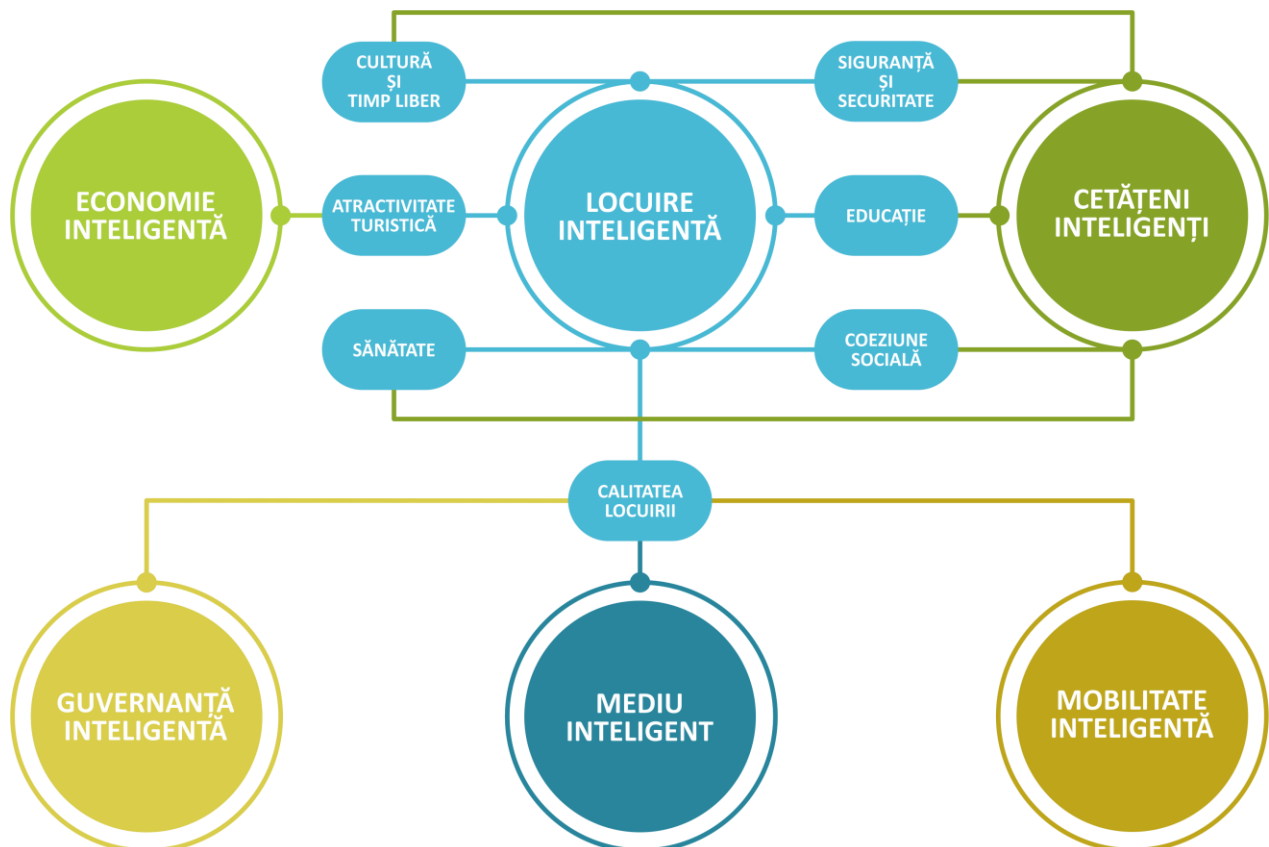 CULTURĂ
ȘI
TIMP LIBER
SIGURANȚĂ
ȘI
SECURITATE
ECONOMIE
INTELIGENTĂ
ATRACTIVITATE
TURISTICĂ
LOCUIRE
INTELIGENTĂ
EDUCAȚIE
CETĂȚENI
INTELIGENȚI
SĂNĂTATE
COEZIUNE
SOCIALĂ
CALITATEA
LOCUIRII
GUVERNANȚĂ
INTELIGENTĂ
MEDIU
INTELIGENT
MOBILITATE
INTELIGENTĂ